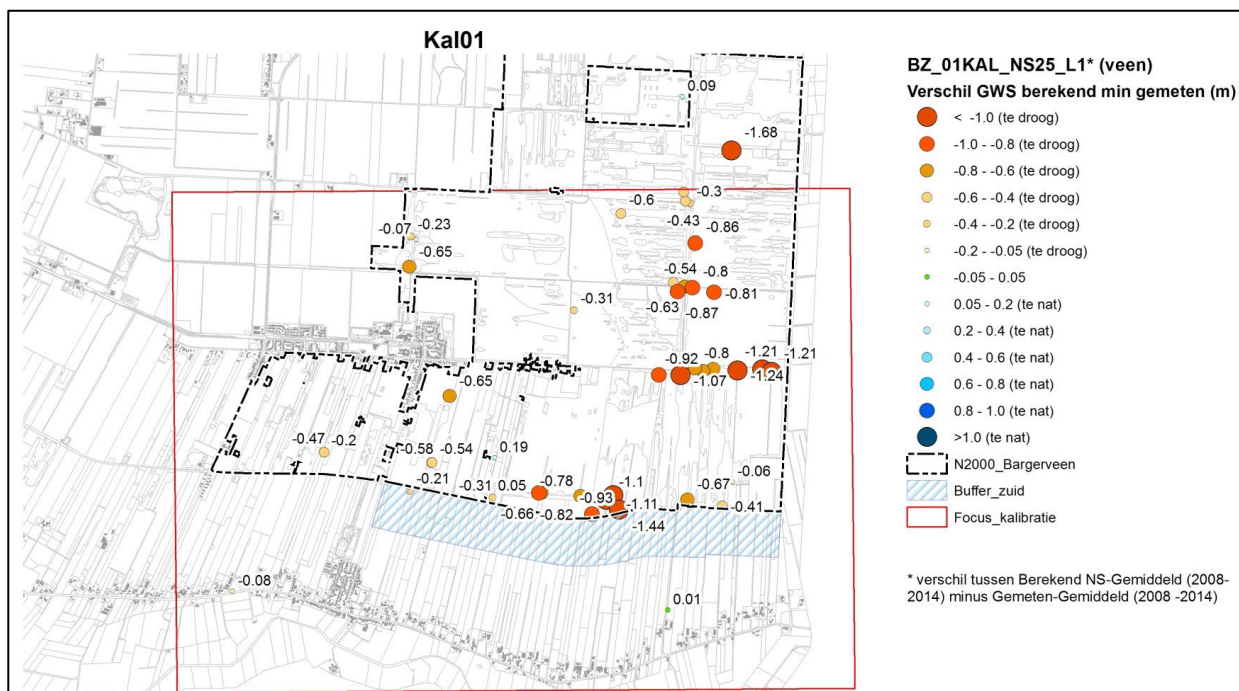 Kal01
0.09
-1.68
-0.3
-0.6
-0.43
-0.86
-0.23
-0.07
-0.65
-0.54
-0.8
-0.81
-0.63
-0.87
-0.31
-0.92
-0.8
-1.21
-1.21
-1.07
-1.24
-0.65
-0.47
-0.2
-0.58
-0.54
0.19
-0.21
-0.31
0.05
-0.78
-1.1
-0.06
-0.67
-0.93
-1.11
-0.41
-0.66
-0.82
-1.44
-0.08
0.01
BZ_01KAL_NS25_L1* (veen)
Verschil GWS berekend min gemeten (m)
< -1.0 (te droog)
-1.0 - -0.8 (te droog)
-0.8 - -0.6 (te droog)
-0.6 - -0.4 (te droog)
-0.4 - -0.2 (te droog)
-0.2 - -0.05 (te droog)
-0.05 - 0.05
0.05 - 0.2 (te nat)
0.2 - 0.4 (te nat)
0.4 - 0.6 (te nat)
0.6 - 0.8 (te nat)
0.8 - 1.0 (te nat)
>1.0 (te nat)
N2000_Bargerveen
Buffer_zuid
Focus_kalibratie
* verschil tussen Berekend NS-Gemiddeld (2008-
2014) minus Gemeten-Gemiddeld (2008 -2014)